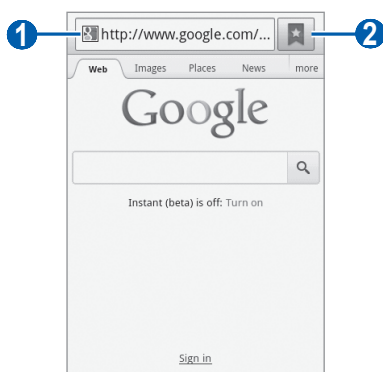 1 http://www.google.com/... 2
Web Images Places News more
Google
Instant (beta) is off: Turn on
Sign in